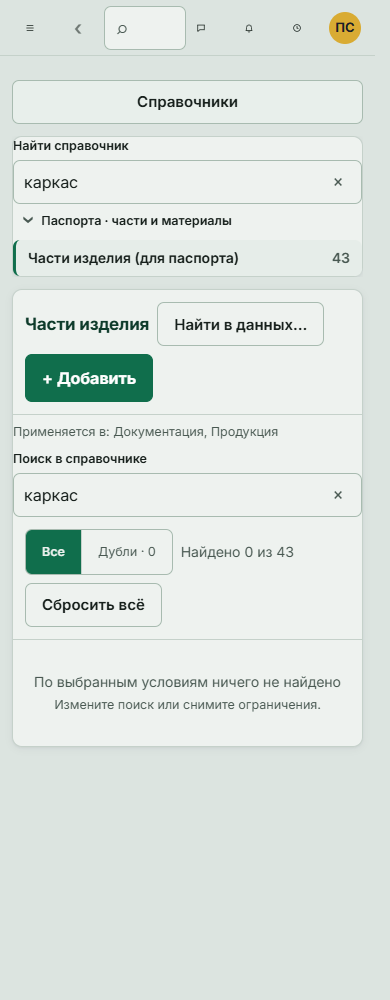 ПС
Справочники
Найти справочник
каркас ×
Паспорта · части и материалы
Части изделия (для паспорта) 43
Части изделия Найти в данных...
+ Добавить
Применяется в: Документация, Продукция
Поиск в справочнике
каркас ×
Все Дубли · 0 Найдено 0 из 43
Сбросить всё
По выбранным условиям ничего не найдено
Измените поиск или снимите ограничения.